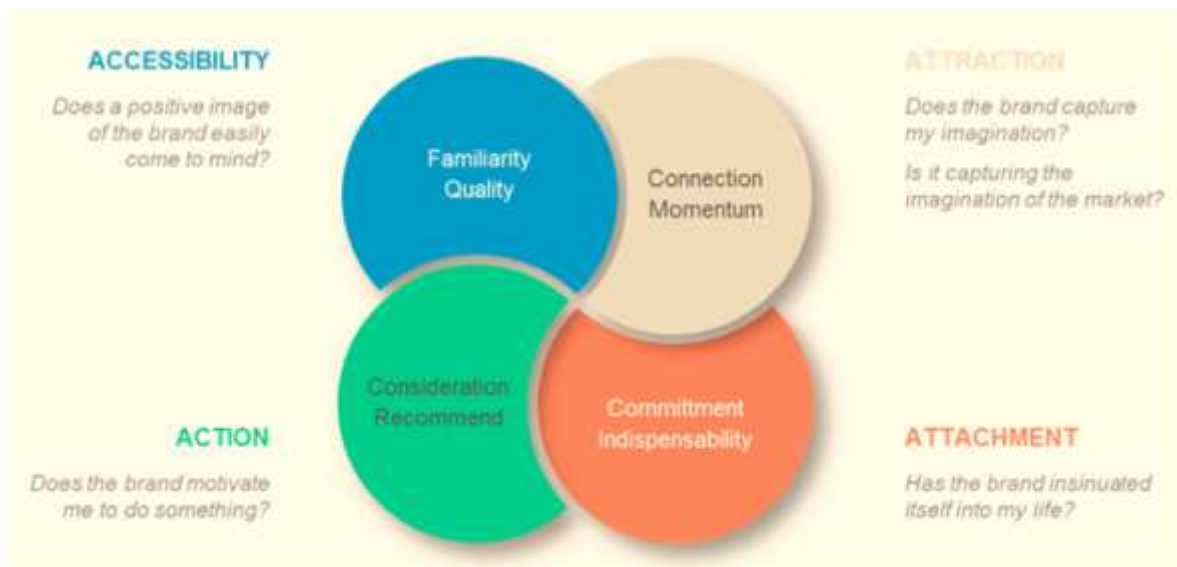 ACCESSIBILITY
Does a positive image
of the brand easily
come to mind?
Familiarity
Quality
Connection
Momentum
ATTRACTION
Does the brand capture
my imagination?
Is it capturing the
imagination of the market?
ACTION
Does the brand motivate
me to do something?
Consideration
Recommend
Committment
Indispensability
ATTACHMENT
Has the brand insinuated
itself into my life?